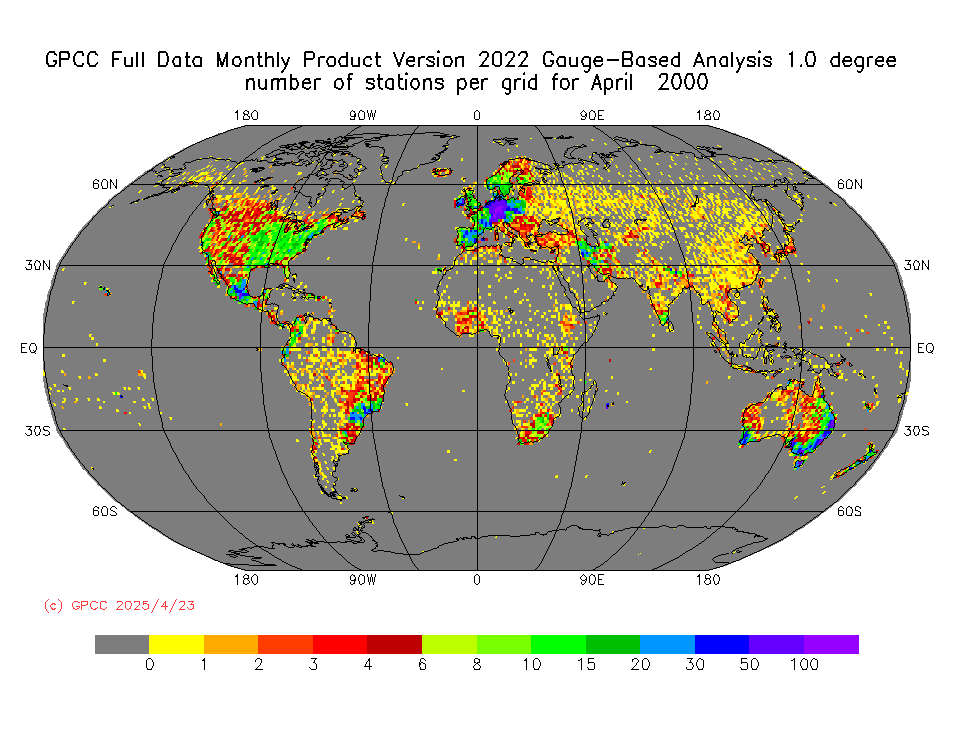 GPCC Full Data Monthly Product Version 2022 Gauge-Based Analysis 1.0 degree
number of stations per grid for April 2000
180 90W 0 90E 180
60N 60N
30N 30N
EQ EQ
30S 30S
60S 60S
180 90W 0 90E 180
(c) GPCC 2025/4/23
0 1 2 3 4 6 8 10 15 20 30 50 100